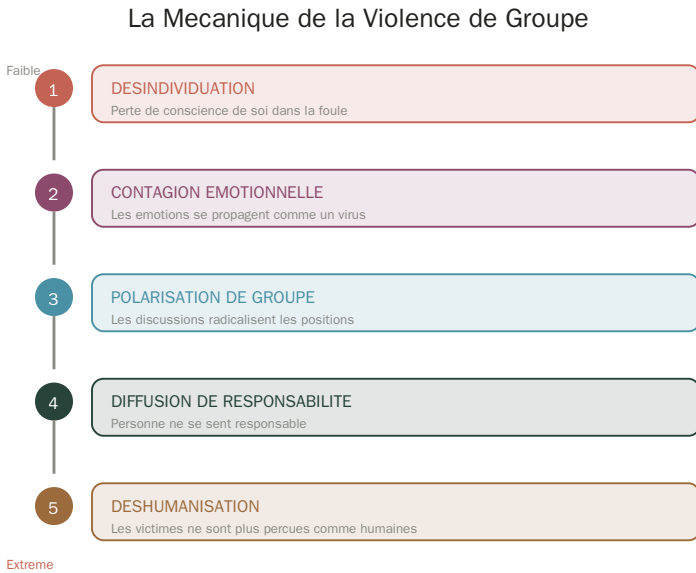 La Mecanique de la Violence de Groupe
Faible
1
DESINDIVIDUATION
Perte de conscience de soi dans la foule
2
CONTAGION EMOTIONNELLE
Les emotions se propagent comme un virus
3
POLARISATION DE GROUPE
Les discussions radicalisent les positions
4
DIFFUSION DE RESPONSABILITE
Personne ne se sent responsable
5
DESHUMANISATION
Les victimes ne sont plus percues comme humaines
Extreme